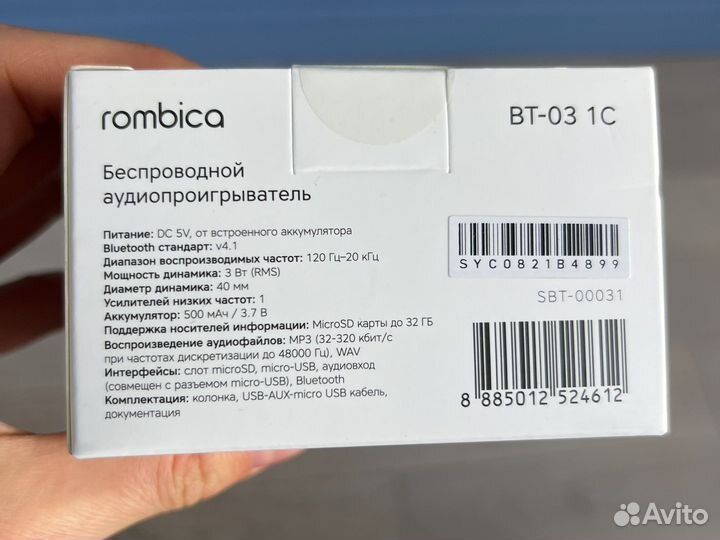 rombica
BT-03 1C
Беспроводной
аудиопроигрыватель
Питание: DC 5V, от встроенного аккумулятора
Bluetooth стандарт: v4.1
Диапазон воспроизводимых частот: 120 Гц–20 кГц
Мощность динамика: 3 Вт (RMS)
Диаметр динамика: 40 мм
Усилителей низких частот: 1
Аккумулятор: 500 мАч / 3.7 В
Поддержка носителей информации: MicroSD карты до 32 ГБ
Воспроизведение аудиофайлов: MP3 (32-320 кбит/с
при частотах дискретизации до 48000 Гц), WAV
Интерфейсы: слот microSD, micro-USB, аудиовход
(совмещен с разъемом micro-USB), Bluetooth
Комплектация: колонка, USB-AUX-micro USB кабель,
документация
SYC0821B4899
SBT-00031
8 885012 524612
Avito